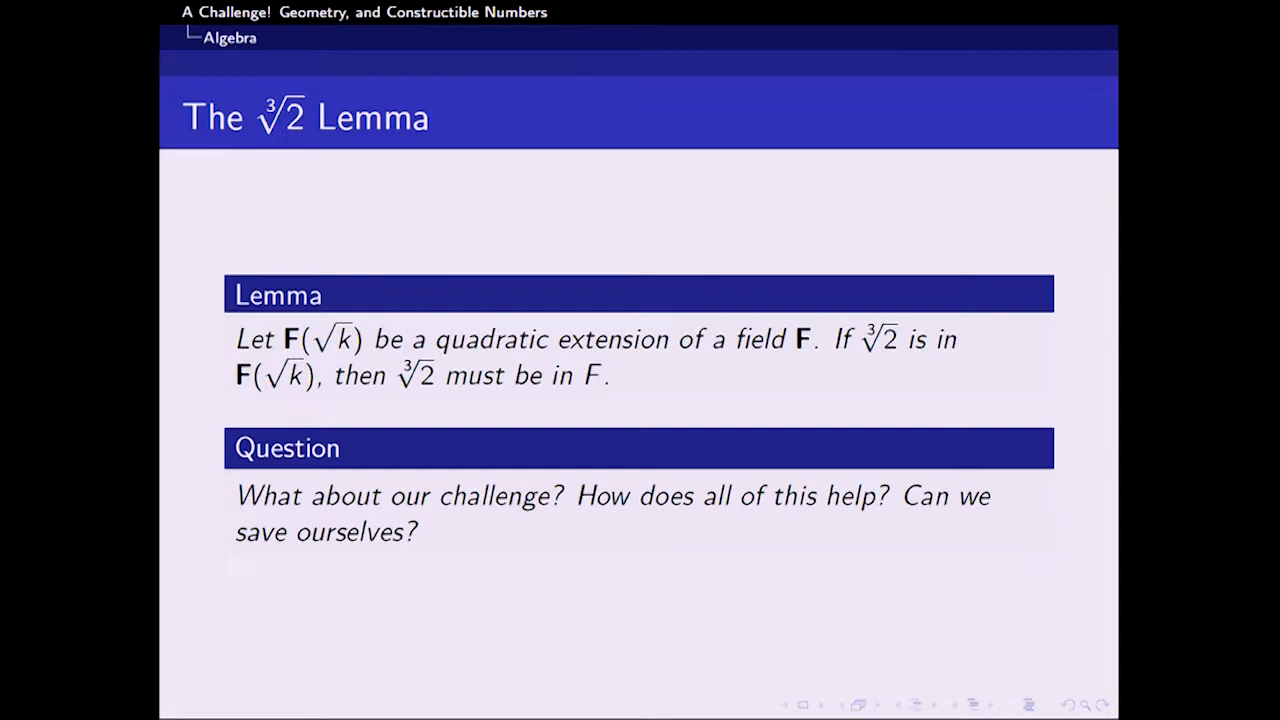 A Challenge! Geometry, and Constructible Numbers
Algebra
The ∛2 Lemma
Lemma
Let F(√k) be a quadratic extension of a field F. If ∛2 is in
F(√k), then ∛2 must be in F.
Question
What about our challenge? How does all of this help? Can we
save ourselves?